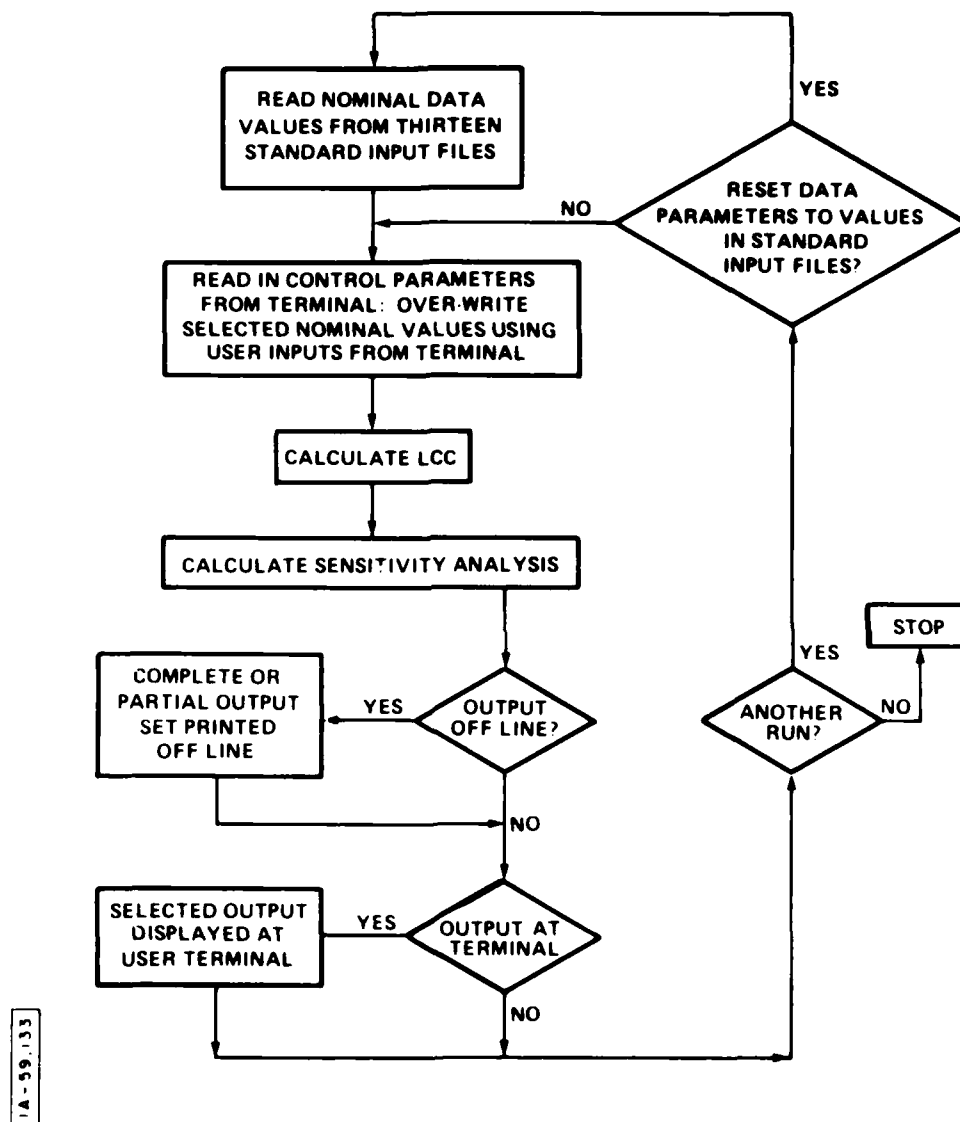 YES
READ NOMINAL DATA
VALUES FROM THIRTEEN
STANDARD INPUT FILES
RESET DATA
PARAMETERS TO VALUES
IN STANDARD
INPUT FILES?
NO
READ IN CONTROL PARAMETERS
FROM TERMINAL: OVER-WRITE
SELECTED NOMINAL VALUES USING
USER INPUTS FROM TERMINAL
CALCULATE LCC
CALCULATE SENSITIVITY ANALYSIS
COMPLETE OR
PARTIAL OUTPUT
SET PRINTED
OFF LINE
YES
OUTPUT
OFF LINE?
NO
SELECTED OUTPUT
DISPLAYED AT
USER TERMINAL
YES
OUTPUT AT
TERMINAL
NO
YES
ANOTHER
RUN?
NO
STOP
IA-59,133